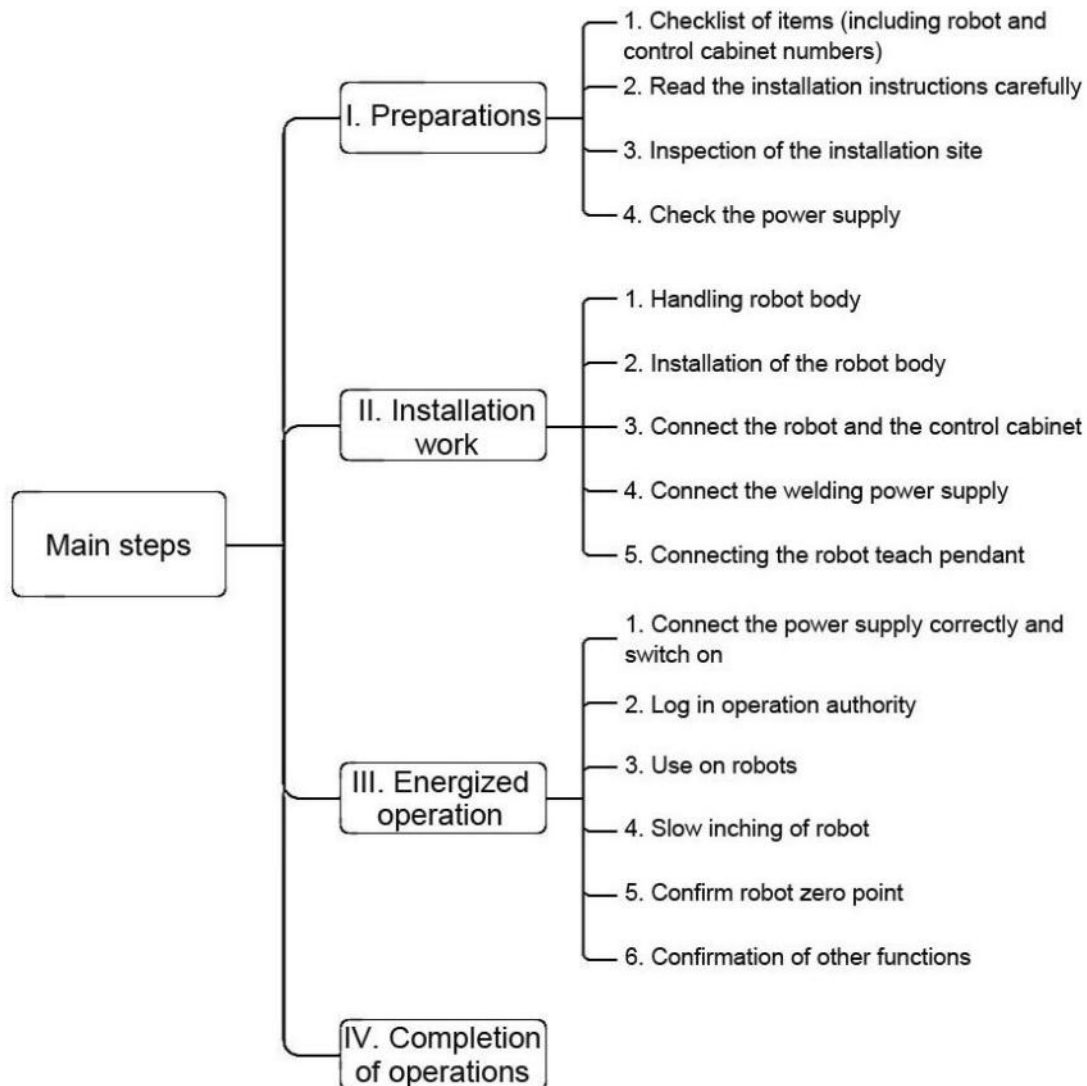 Main steps
I. Preparations
1. Checklist of items (including robot and
control cabinet numbers)
2. Read the installation instructions carefully
3. Inspection of the installation site
4. Check the power supply
II. Installation
work
1. Handling robot body
2. Installation of the robot body
3. Connect the robot and the control cabinet
4. Connect the welding power supply
5. Connecting the robot teach pendant
III. Energized
operation
1. Connect the power supply correctly and
switch on
2. Log in operation authority
3. Use on robots
4. Slow inching of robot
5. Confirm robot zero point
6. Confirmation of other functions
IV. Completion
of operations